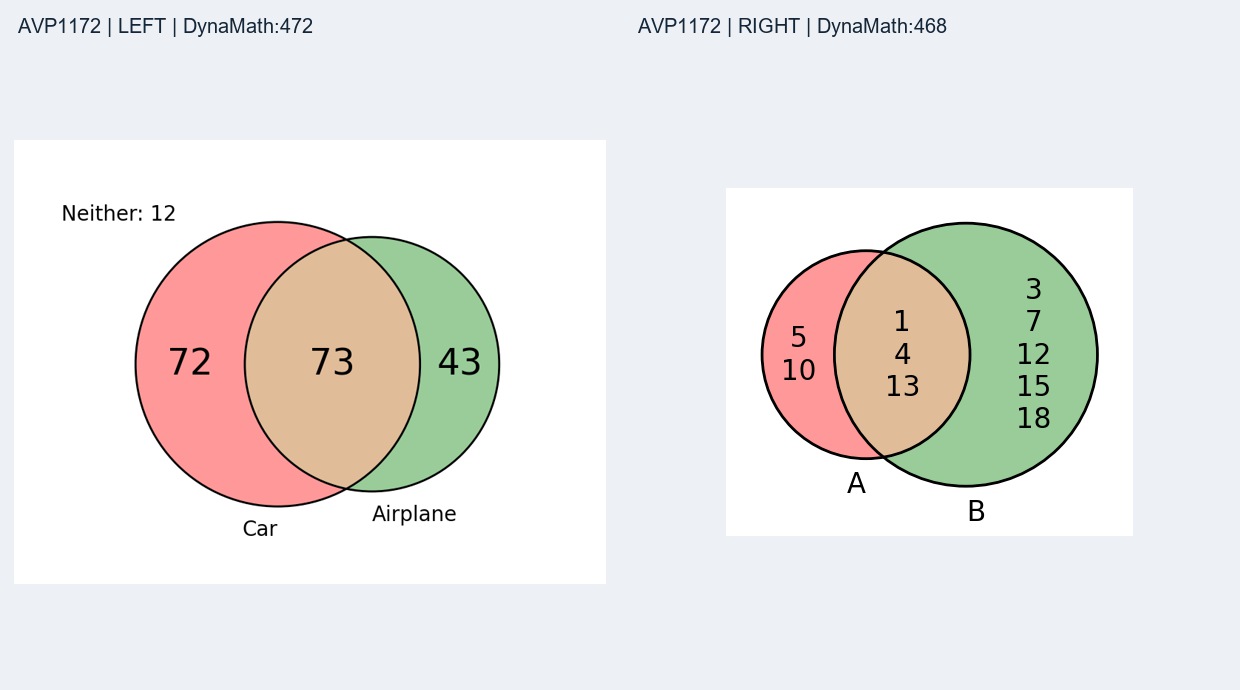 AVP1172 | LEFT | DynaMath:472
AVP1172 | RIGHT | DynaMath:468
Neither: 12
72
73
43
Car
Airplane
5
10
1
4
13
3
7
12
15
18
A
B